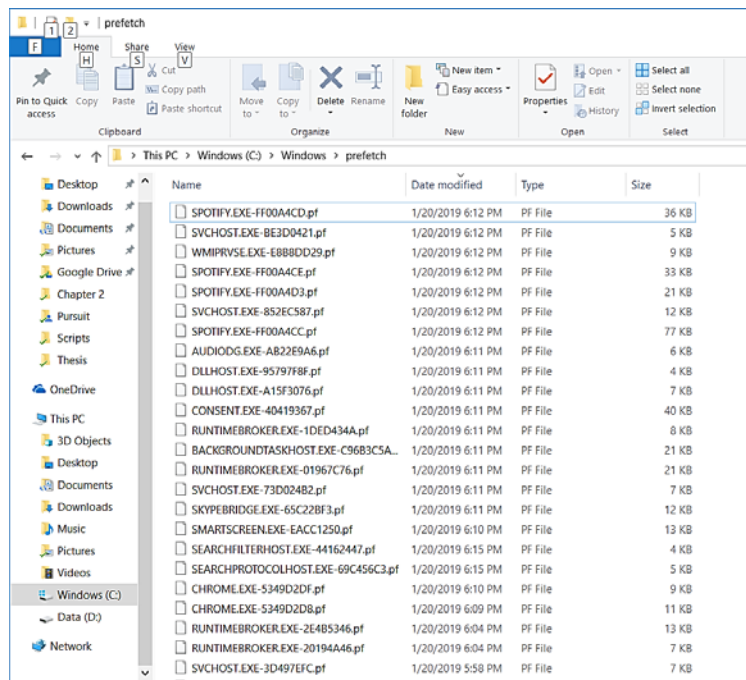 prefetch
1 2
F Home Share View
H S V
Pin to Quick access
Copy
Paste
Cut
Copy path
Paste shortcut
Clipboard
Move to
Copy to
Delete
Rename
Organize
New folder
New item
Easy access
New
Properties
Open
Edit
History
Open
Select all
Select none
Invert selection
Select
This PC > Windows (C:) > Windows > prefetch
Desktop
Downloads
Documents
Pictures
Google Drive
Chapter 2
Pursuit
Scripts
Thesis
OneDrive
This PC
3D Objects
Desktop
Documents
Downloads
Music
Pictures
Videos
Windows (C:)
Data (D:)
Network
Name Date modified Type Size
SPOTIFY.EXE-FF00A4CD.pf 1/20/2019 6:12 PM PF File 36 KB
SVCHOST.EXE-BE3D0421.pf 1/20/2019 6:12 PM PF File 5 KB
WMIPRVSE.EXE-E8B8DD29.pf 1/20/2019 6:12 PM PF File 9 KB
SPOTIFY.EXE-FF00A4CE.pf 1/20/2019 6:12 PM PF File 33 KB
SPOTIFY.EXE-FF00A4D3.pf 1/20/2019 6:12 PM PF File 21 KB
SVCHOST.EXE-852EC587.pf 1/20/2019 6:12 PM PF File 12 KB
SPOTIFY.EXE-FF00A4CC.pf 1/20/2019 6:12 PM PF File 77 KB
AUDIODG.EXE-AB22E9A6.pf 1/20/2019 6:11 PM PF File 6 KB
DLLHOST.EXE-95797F8F.pf 1/20/2019 6:11 PM PF File 4 KB
DLLHOST.EXE-A15F3076.pf 1/20/2019 6:11 PM PF File 7 KB
CONSENT.EXE-40419367.pf 1/20/2019 6:11 PM PF File 40 KB
RUNTIMEBROKER.EXE-1DED434A.pf 1/20/2019 6:11 PM PF File 8 KB
BACKGROUNDTASKHOST.EXE-C96B3C5A... 1/20/2019 6:11 PM PF File 21 KB
RUNTIMEBROKER.EXE-01967C76.pf 1/20/2019 6:11 PM PF File 21 KB
SVCHOST.EXE-73D024B2.pf 1/20/2019 6:11 PM PF File 7 KB
SKYPEBRIDGE.EXE-65C22BF3.pf 1/20/2019 6:11 PM PF File 12 KB
SMARTSCREEN.EXE-EACC1250.pf 1/20/2019 6:10 PM PF File 13 KB
SEARCHFILTERHOST.EXE-44162447.pf 1/20/2019 6:15 PM PF File 4 KB
SEARCHPROTOCOLHOST.EXE-69C456C3.pf 1/20/2019 6:15 PM PF File 5 KB
CHROME.EXE-5349D2DF.pf 1/20/2019 6:10 PM PF File 9 KB
CHROME.EXE-5349D2D8.pf 1/20/2019 6:09 PM PF File 11 KB
RUNTIMEBROKER.EXE-2E4B5346.pf 1/20/2019 6:04 PM PF File 13 KB
RUNTIMEBROKER.EXE-20194A46.pf 1/20/2019 6:04 PM PF File 7 KB
SVCHOST.EXE-3D497EFC.pf 1/20/2019 5:58 PM PF File 7 KB